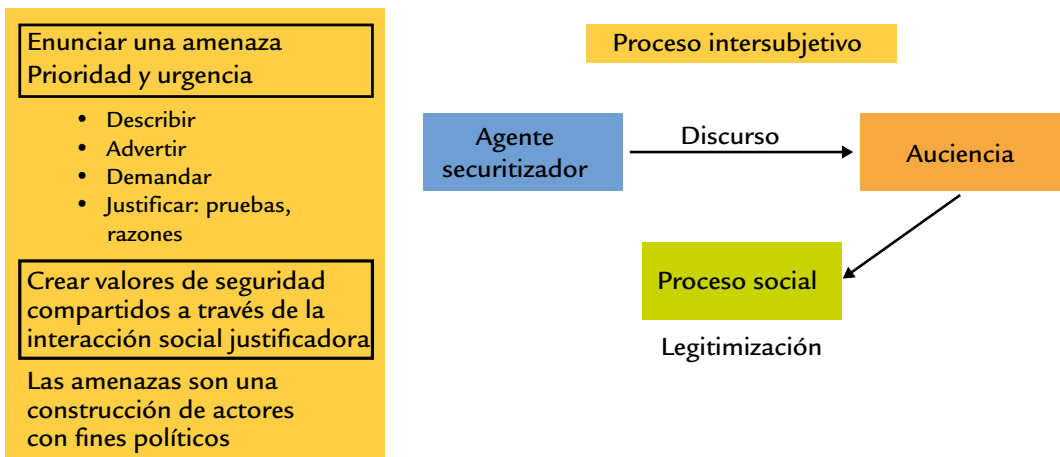 Enunciar una amenaza
Prioridad y urgencia
• Describir
• Advertir
• Demandar
• Justificar: pruebas,
razones
Crear valores de seguridad
compartidos a través de la
interacción social justificadora
Las amenazas son una
construcción de actores
con fines políticos
Proceso intersubjetivo
Agente
securitizador
Discurso
Auciencia
Proceso social
Legitimización